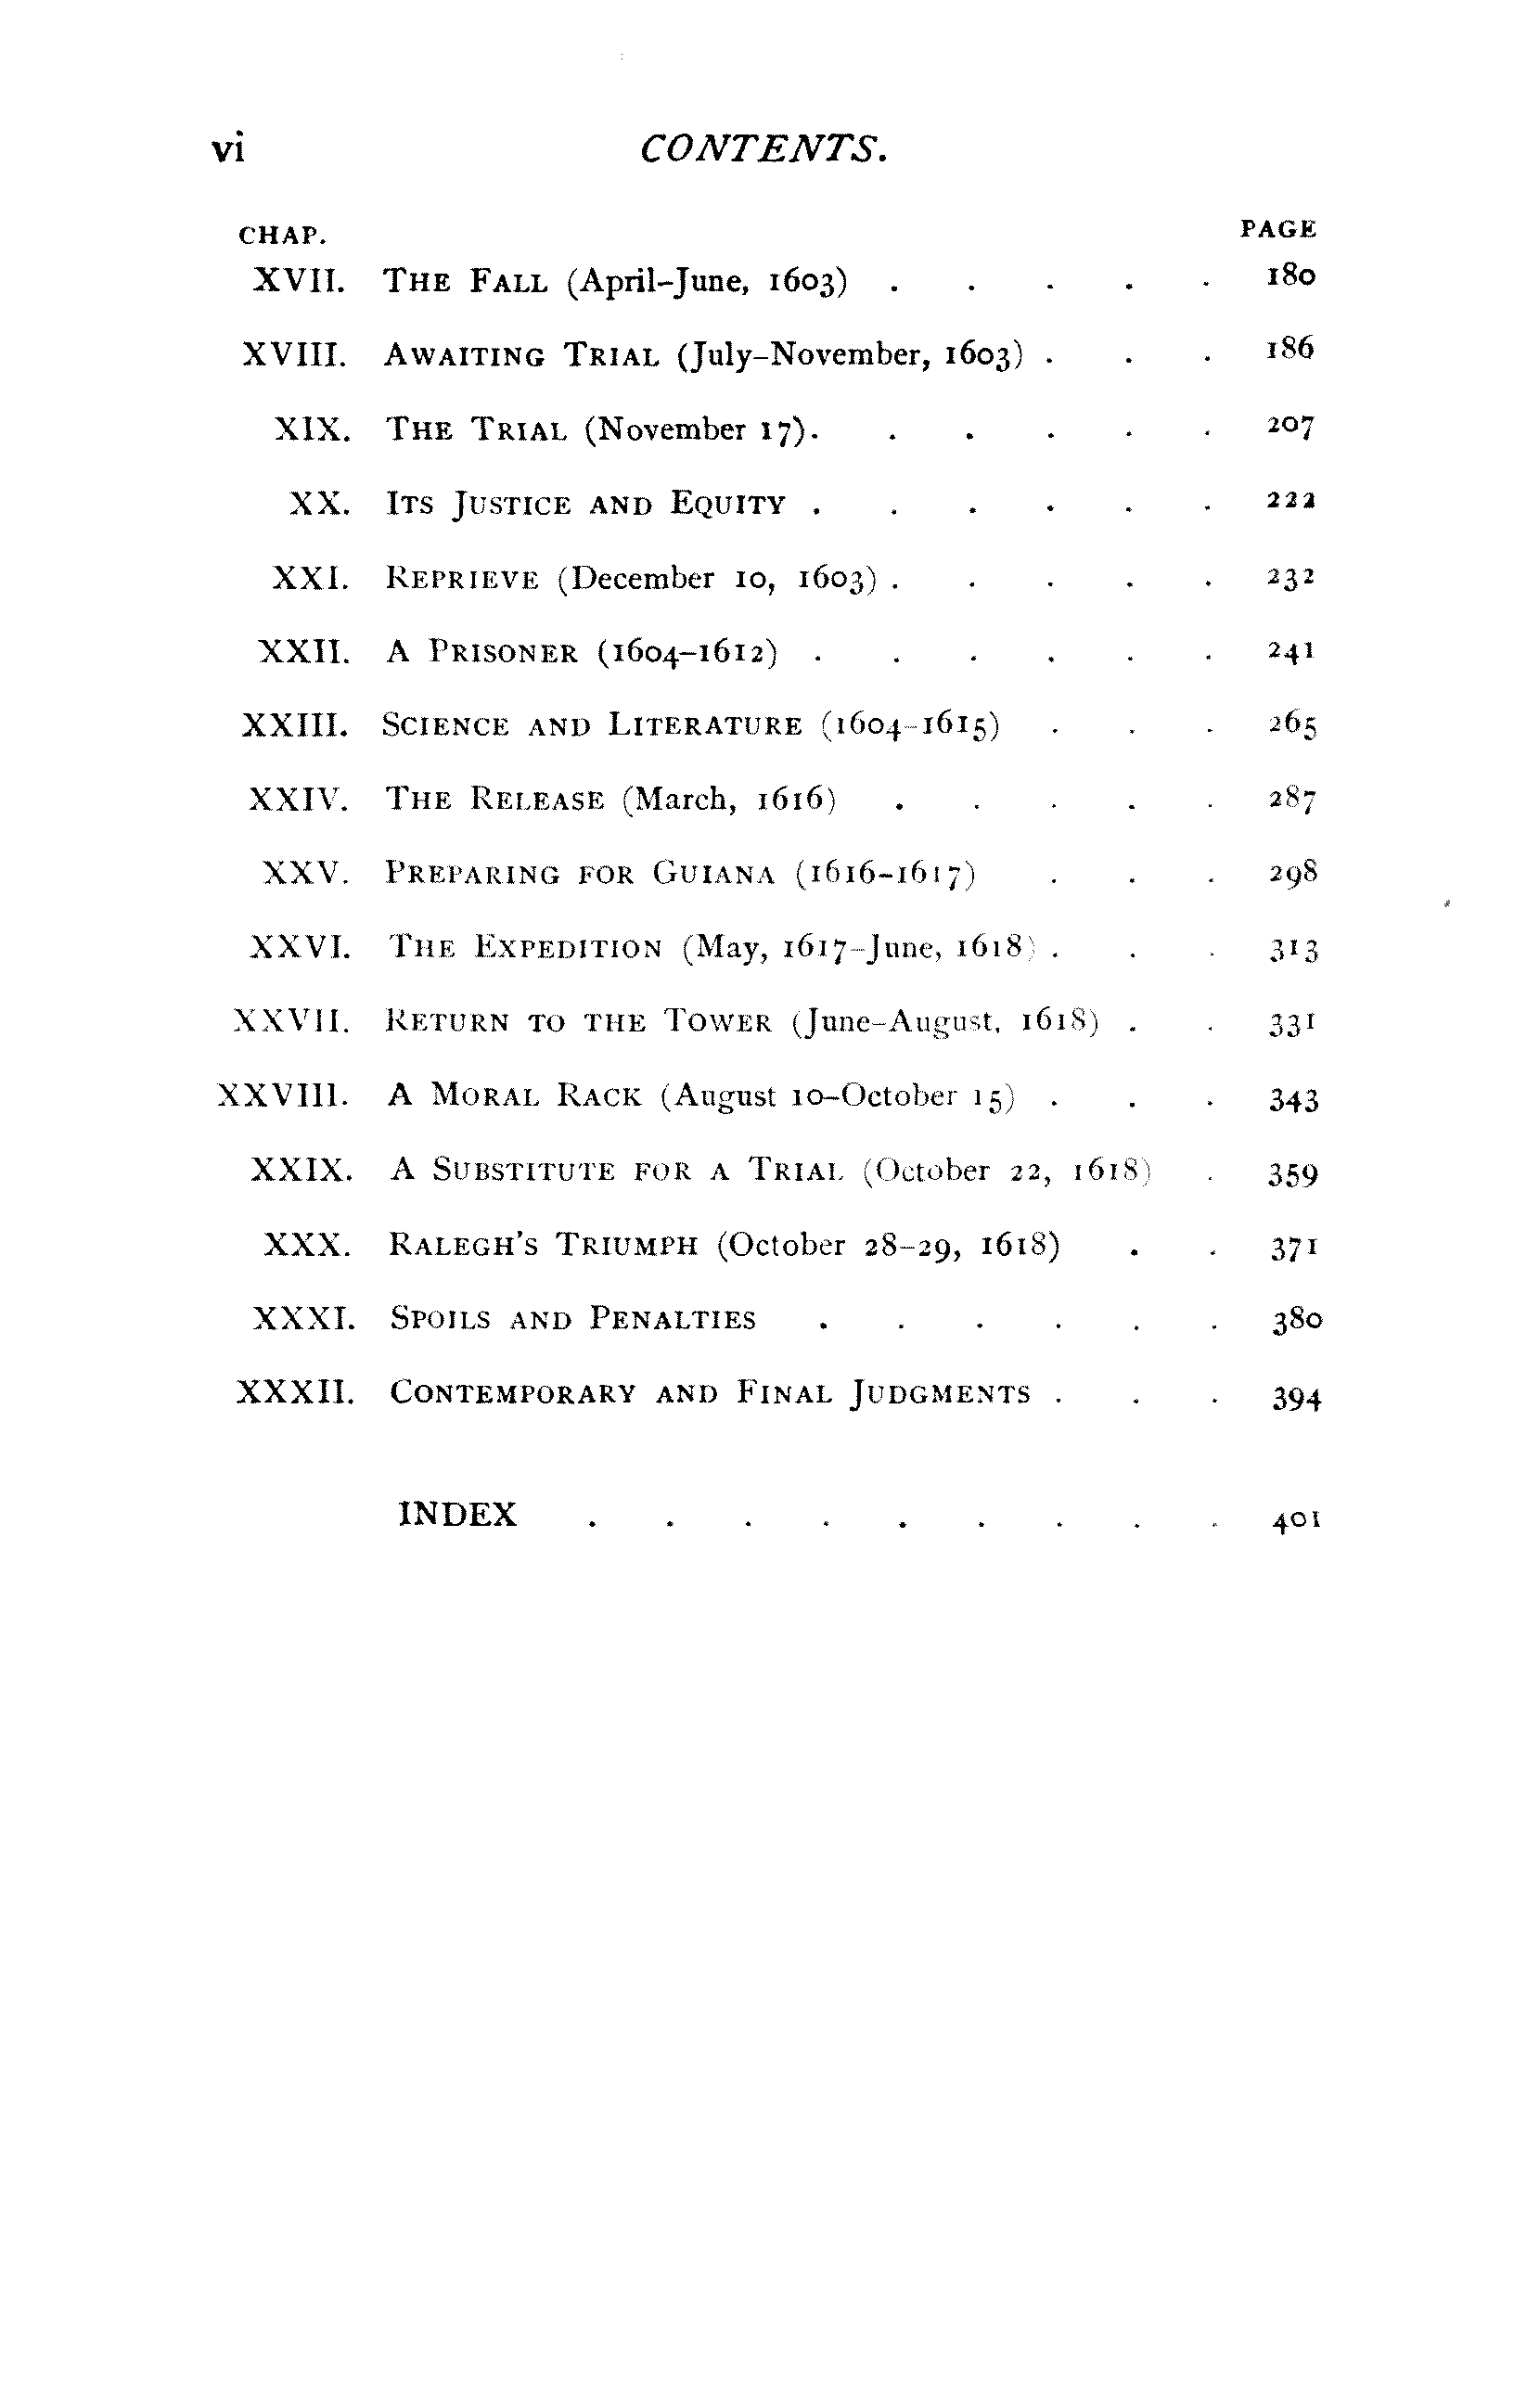 vi CONTENTS.
CHAP. PAGE
XVII. THE FALL (April–June, 1603) . . . . . 180
XVIII. AWAITING TRIAL (July–November, 1603) . . . 186
XIX. THE TRIAL (November 17). . . . . . 207
XX. ITS JUSTICE AND EQUITY . . . . . . 222
XXI. REPRIEVE (December 10, 1603) . . . . . 232
XXII. A PRISONER (1604–1612) . . . . . . 241
XXIII. SCIENCE AND LITERATURE (1604–1615) . . . 265
XXIV. THE RELEASE (March, 1616) . . . . . 287
XXV. PREPARING FOR GUIANA (1616–1617) . . . 298
XXVI. THE EXPEDITION (May, 1617–June, 1618) . . . 313
XXVII. RETURN TO THE TOWER (June–August, 1618) . . 331
XXVIII. A MORAL RACK (August 10–October 15) . . . 343
XXIX. A SUBSTITUTE FOR A TRIAL (October 22, 1618) . 359
XXX. RALEGH'S TRIUMPH (October 28–29, 1618) . . 371
XXXI. SPOILS AND PENALTIES . . . . . . 380
XXXII. CONTEMPORARY AND FINAL JUDGMENTS . . . 394
INDEX . . . . . . . . . 401